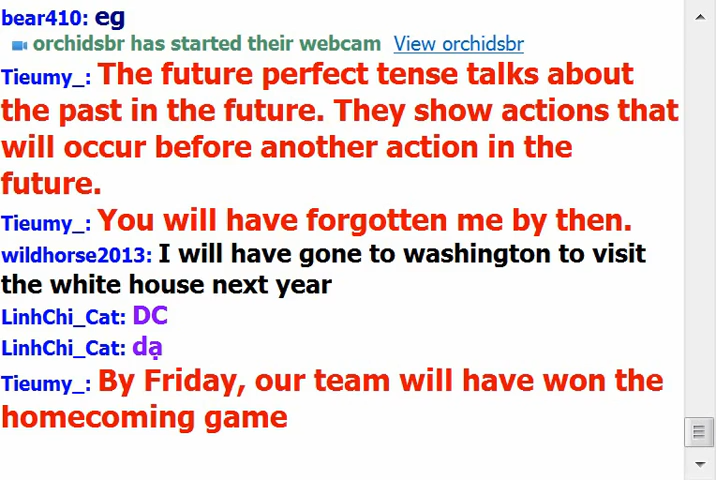 bear410: eg
orchidsbr has started their webcam View orchidsbr
Tieumy_: The future perfect tense talks about
the past in the future. They show actions that
will occur before another action in the
future.
Tieumy_: You will have forgotten me by then.
wildhorse2013: I will have gone to washington to visit
the white house next year
LinhChi_Cat: DC
LinhChi_Cat: dạ
Tieumy_: By Friday, our team will have won the
homecoming game